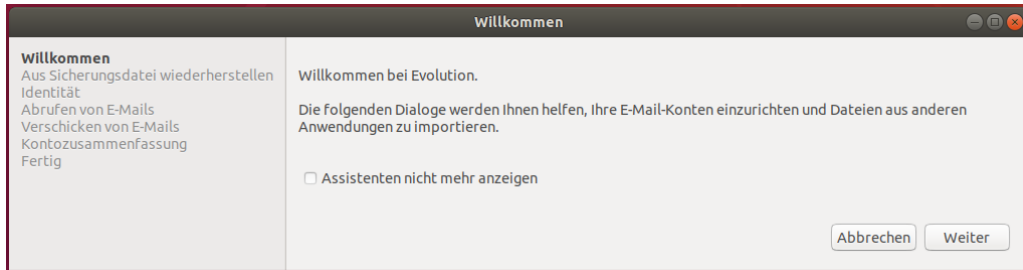 Willkommen
Willkommen
Aus Sicherungsdatei wiederherstellen
Identität
Abrufen von E-Mails
Verschicken von E-Mails
Kontozusammenfassung
Fertig
Willkommen bei Evolution.
Die folgenden Dialoge werden Ihnen helfen, Ihre E-Mail-Konten einzurichten und Dateien aus anderen
Anwendungen zu importieren.
Assistenten nicht mehr anzeigen
Abbrechen Weiter